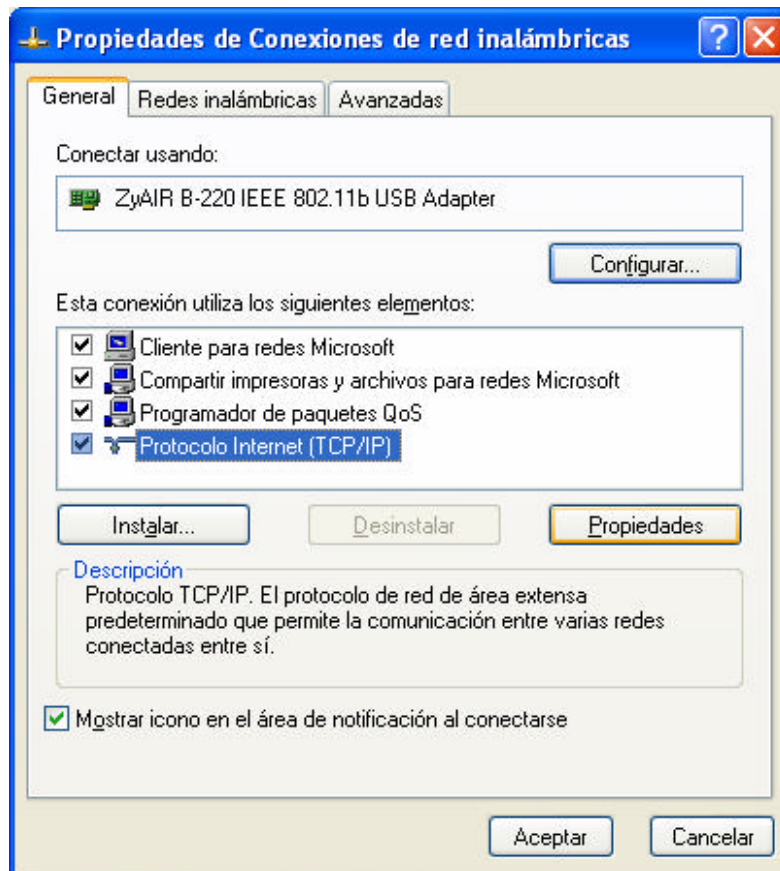 Propiedades de Conexiones de red inalámbricas
General Redes inalámbricas Avanzadas
Conectar usando:
ZyAIR B-220 IEEE 802.11b USB Adapter
Configurar...
Esta conexión utiliza los siguientes elementos:
Cliente para redes Microsoft
Compartir impresoras y archivos para redes Microsoft
Programador de paquetes QoS
Protocolo Internet (TCP/IP)
Instalar... Desinstalar Propiedades
Descripción
Protocolo TCP/IP. El protocolo de red de área extensa
predeterminado que permite la comunicación entre varias redes
conectadas entre sí.
Mostrar icono en el área de notificación al conectarse
Aceptar Cancelar